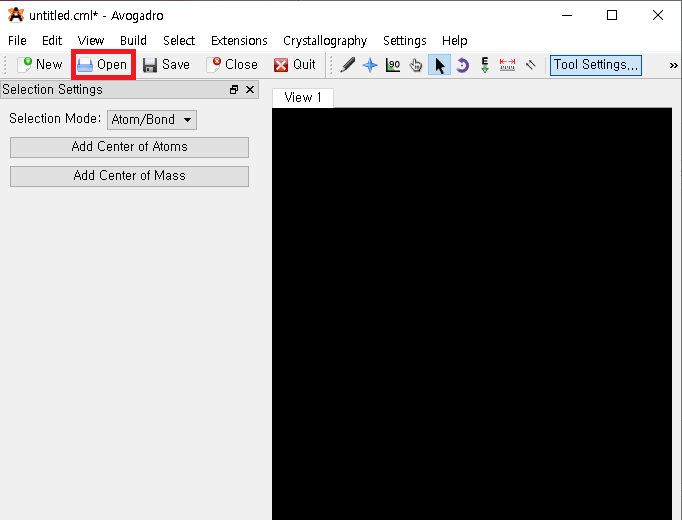 untitled.cml* - Avogadro
File Edit View Build Select Extensions Crystallography Settings Help
New Open Save Close Quit 90 E Tool Settings... »
Selection Settings
View 1
Selection Mode: Atom/Bond
Add Center of Atoms
Add Center of Mass